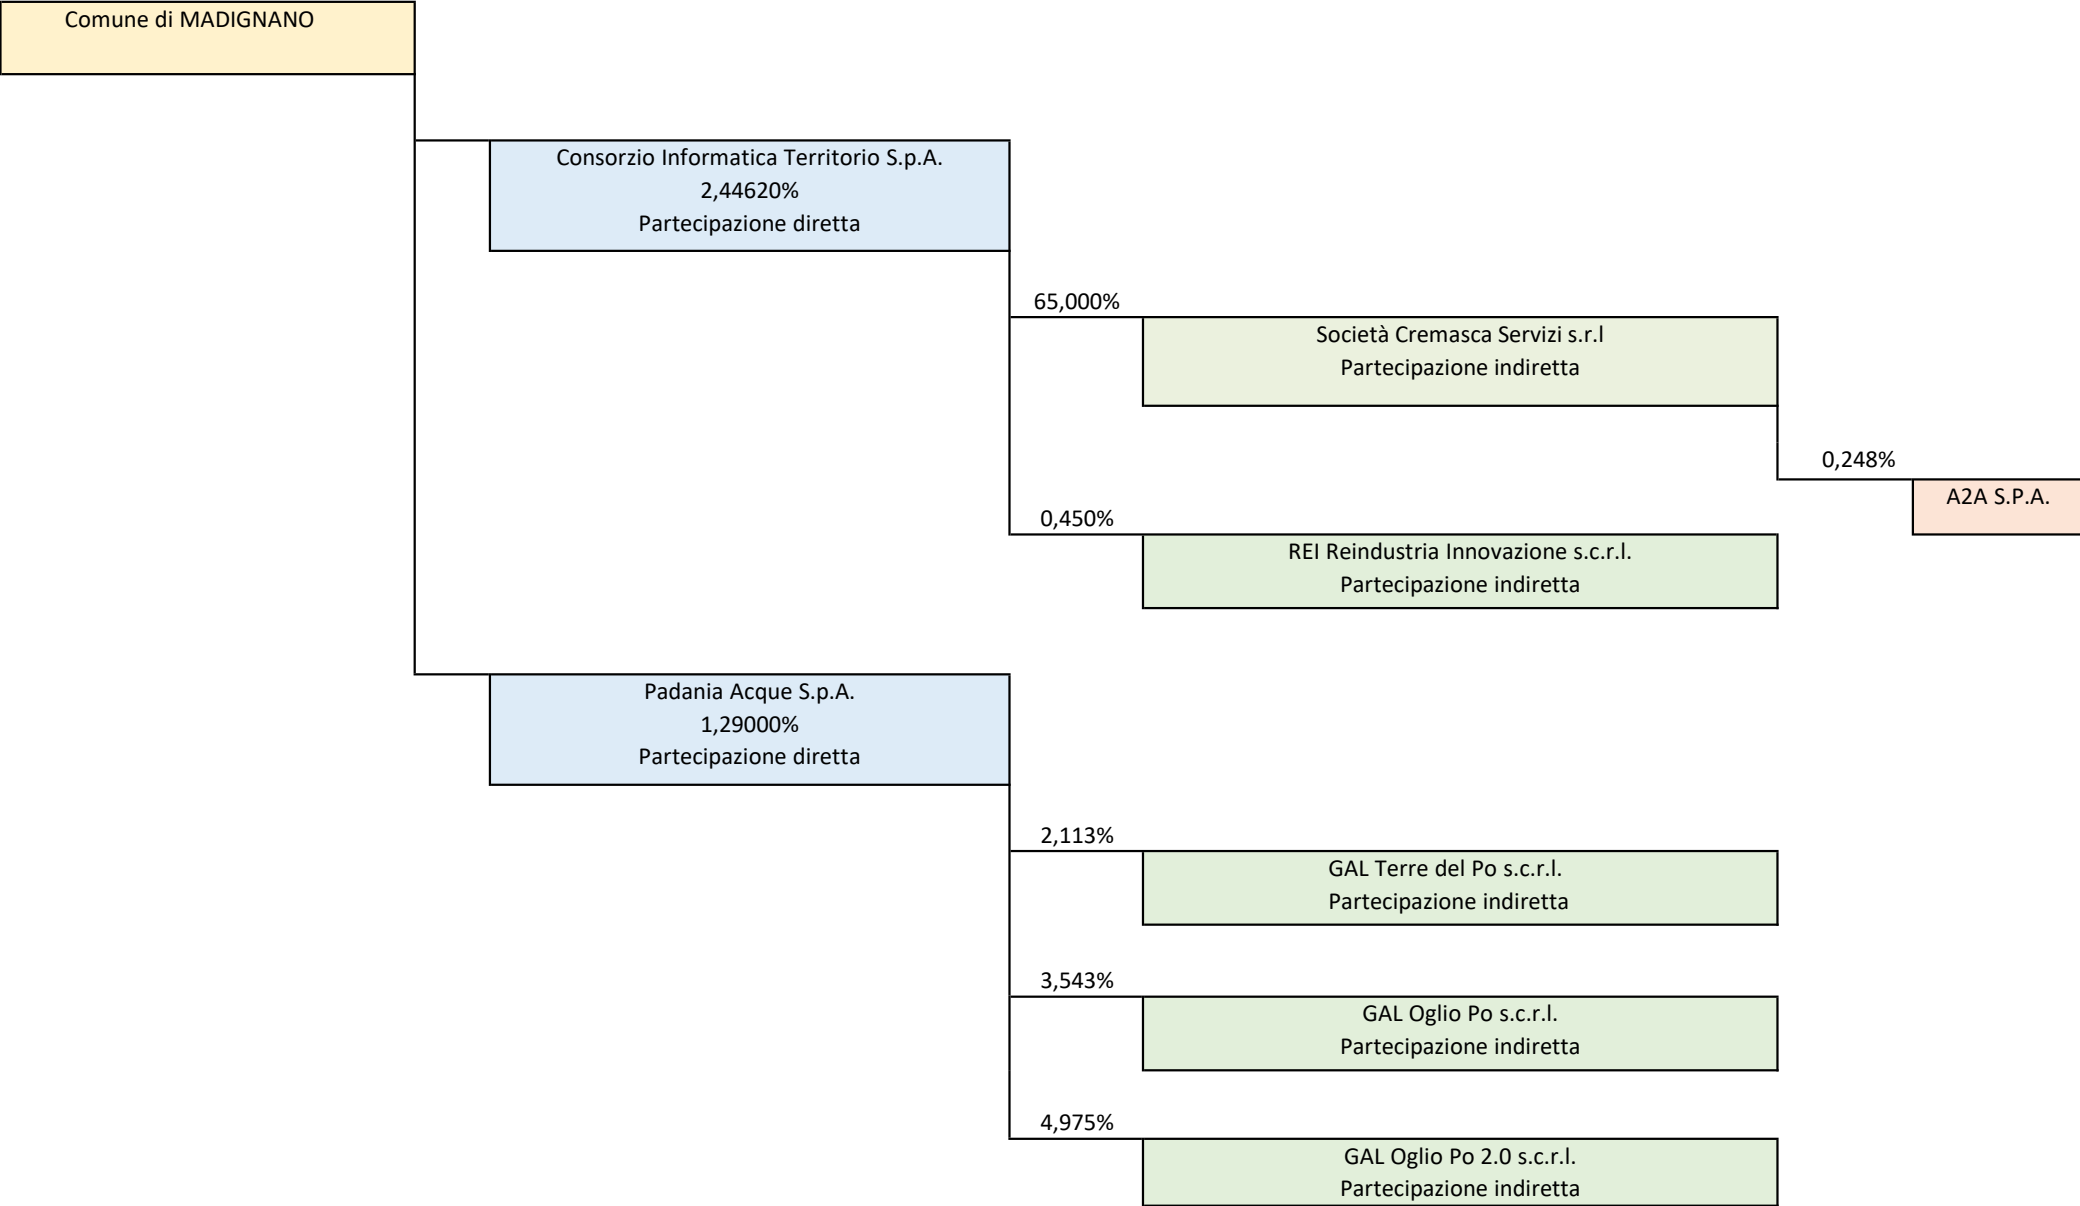 Comune di MADIGNANO
Consorzio Informatica Territorio S.p.A.
2,44620%
Partecipazione diretta
65,000%
Società Cremasca Servizi s.r.l
Partecipazione indiretta
0,248%
A2A S.P.A.
0,450%
REI Reindustria Innovazione s.c.r.l.
Partecipazione indiretta
Padania Acque S.p.A.
1,29000%
Partecipazione diretta
2,113%
GAL Terre del Po s.c.r.l.
Partecipazione indiretta
3,543%
GAL Oglio Po s.c.r.l.
Partecipazione indiretta
4,975%
GAL Oglio Po 2.0 s.c.r.l.
Partecipazione indiretta